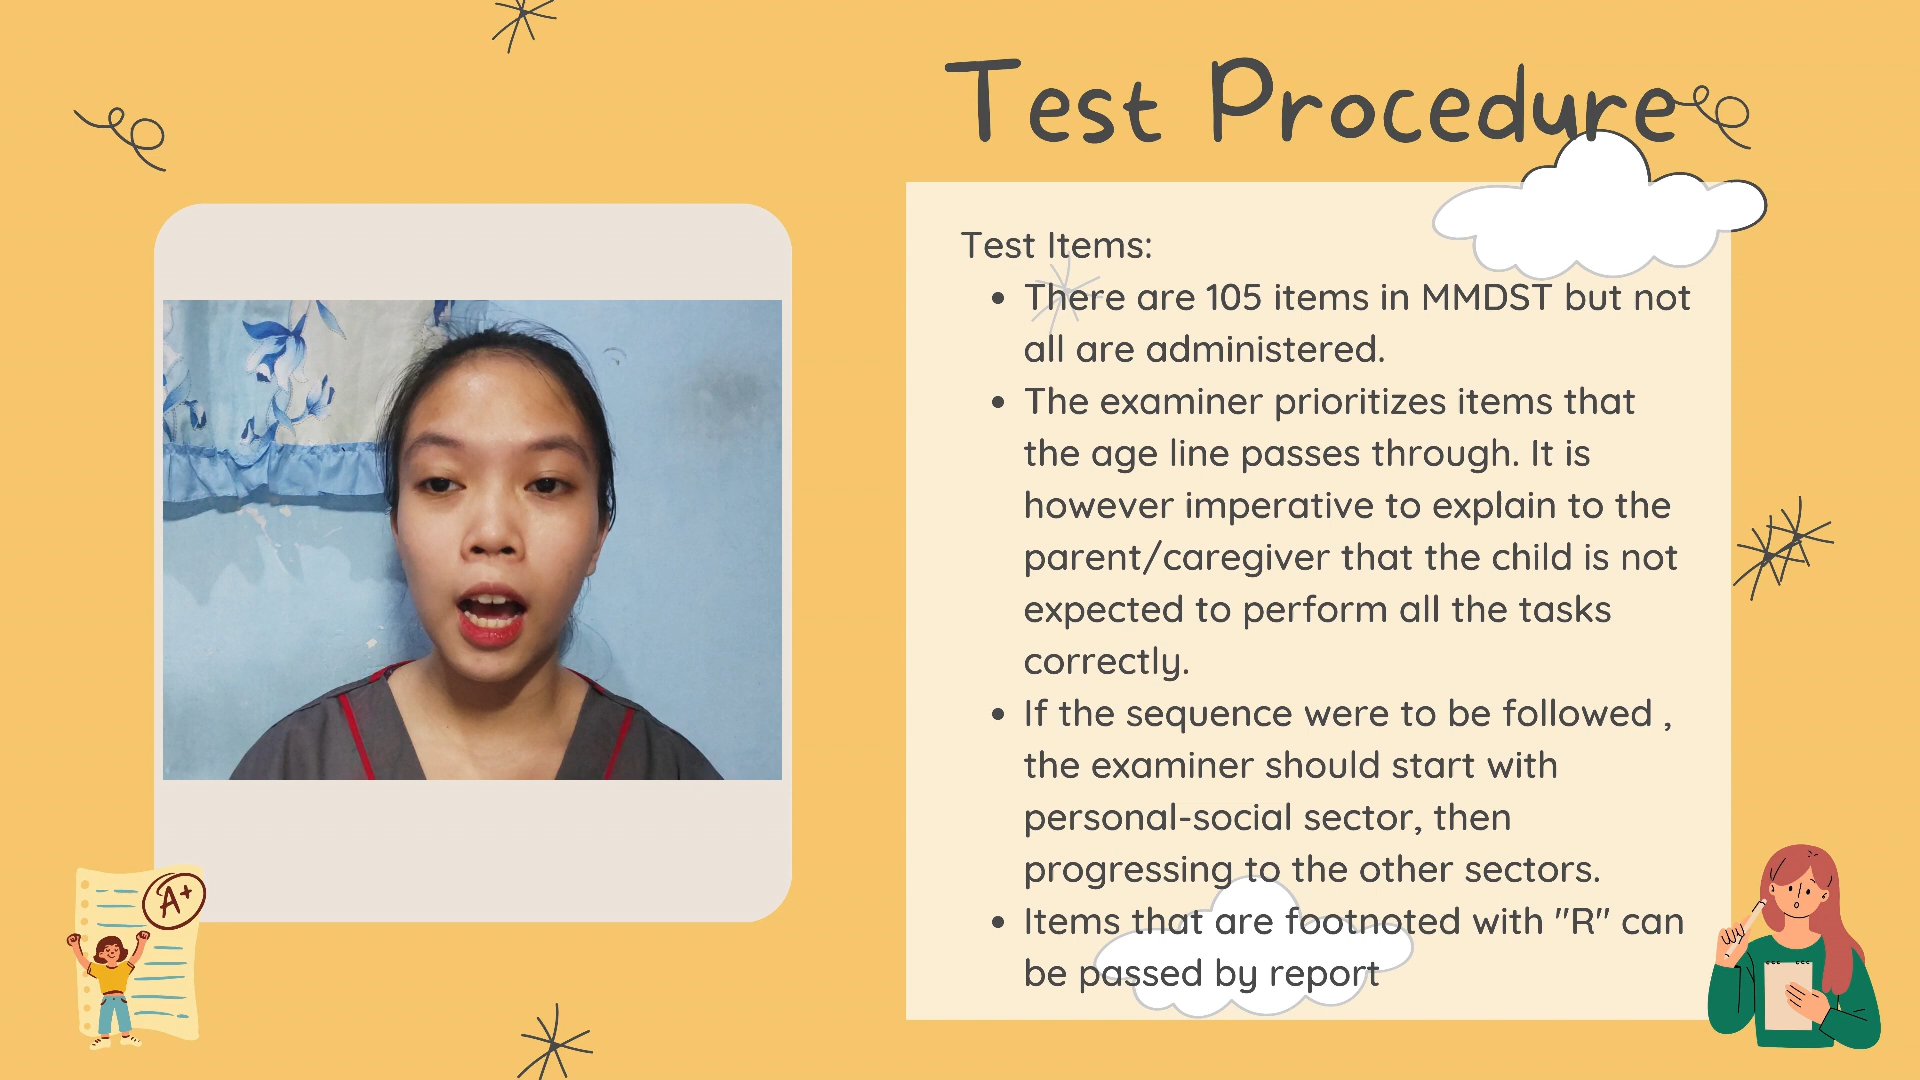 Test Procedure
Test Items:
• There are 105 items in MMDST but not
all are administered.
• The examiner prioritizes items that
the age line passes through. It is
however imperative to explain to the
parent/caregiver that the child is not
expected to perform all the tasks
correctly.
• If the sequence were to be followed ,
the examiner should start with
personal-social sector, then
progressing to the other sectors.
• Items that are footnoted with "R" can
be passed by report
A+